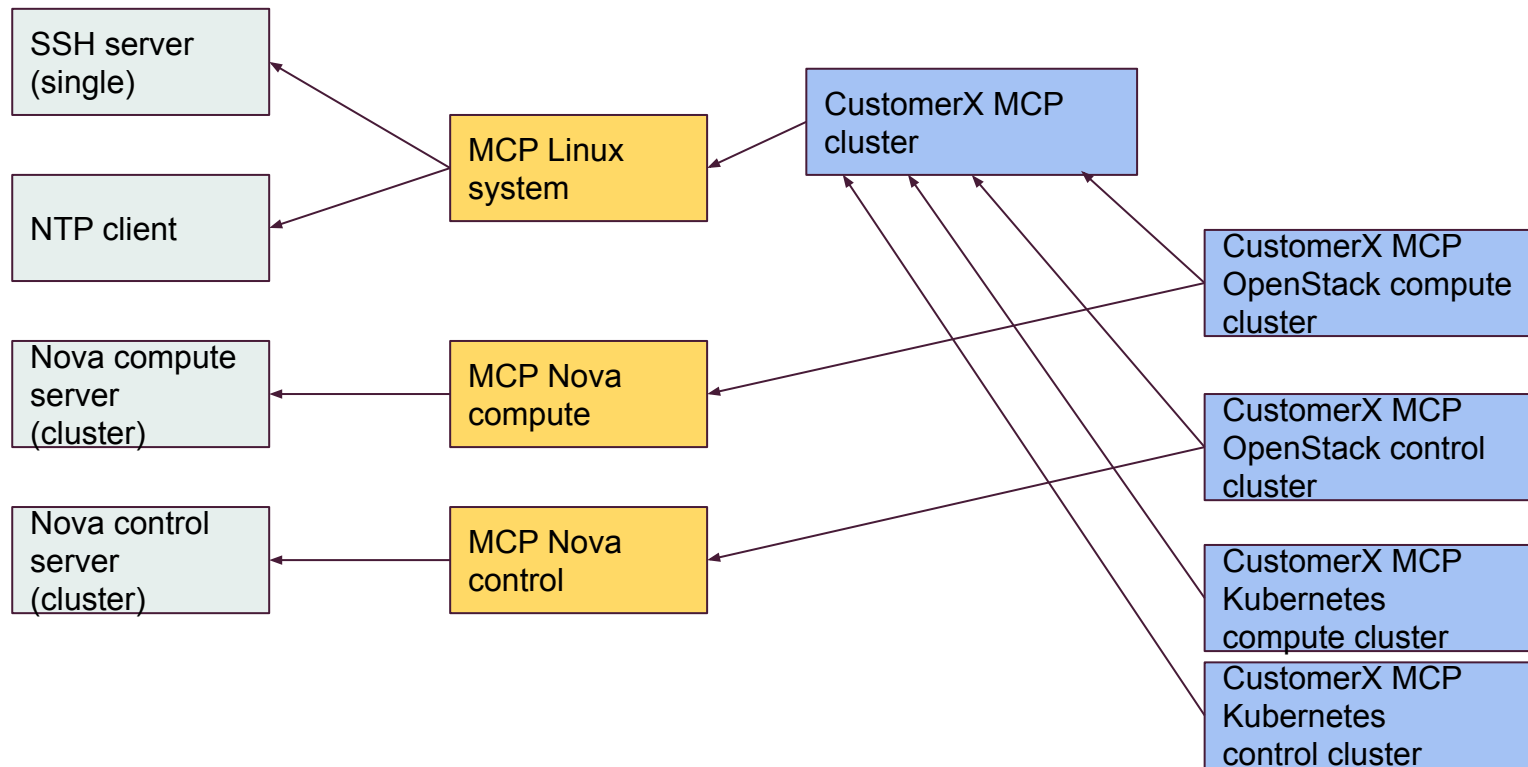 SSH server
(single)
NTP client
Nova compute
server
(cluster)
Nova control
server
(cluster)
MCP Linux
system
MCP Nova
compute
MCP Nova
control
CustomerX MCP
cluster
CustomerX MCP
OpenStack compute
cluster
CustomerX MCP
OpenStack control
cluster
CustomerX MCP
Kubernetes
compute cluster
CustomerX MCP
Kubernetes
control cluster